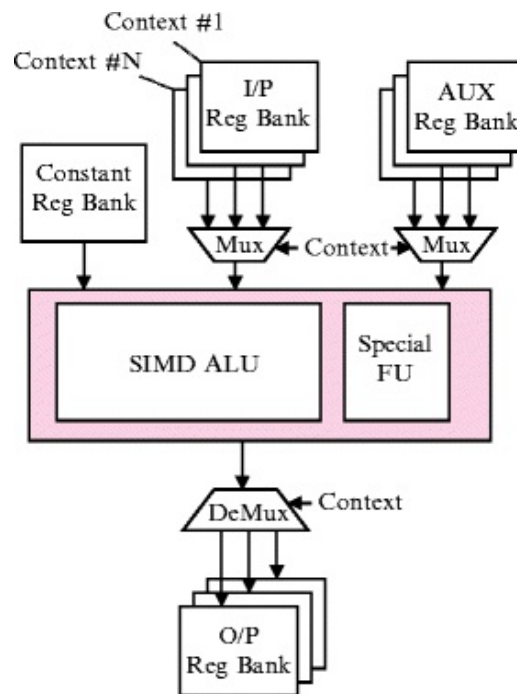 Context #1
Context #N
I/P
Reg Bank
AUX
Reg Bank
Constant
Reg Bank
Mux
Context
Mux
SIMD ALU
Special
FU
DeMux
Context
O/P
Reg Bank